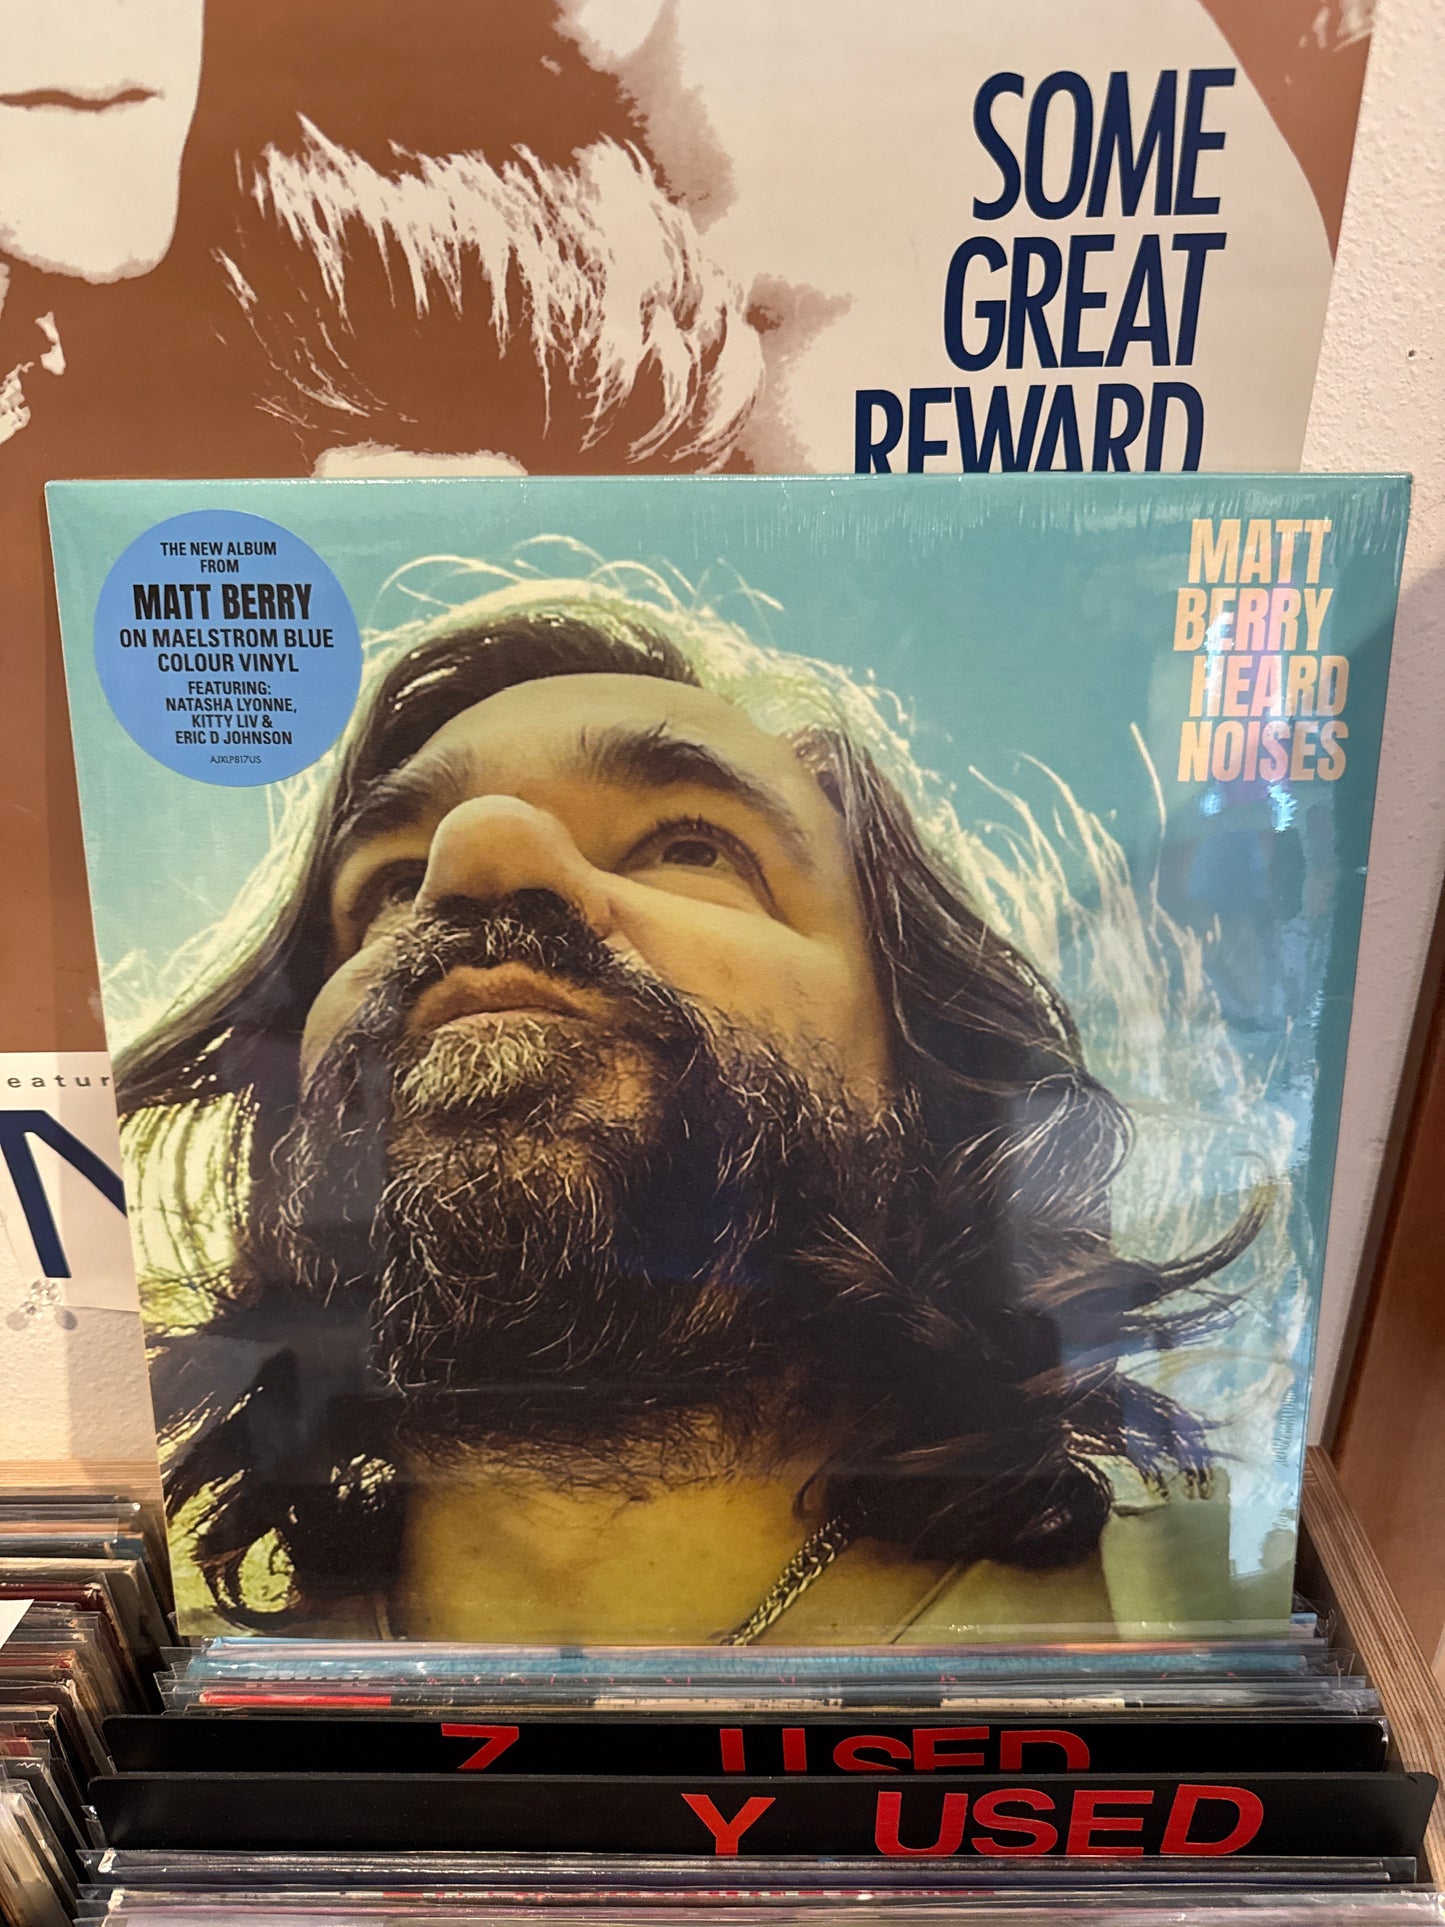 SOME
GREAT
REWARD
THE NEW ALBUM
FROM
MATT BERRY
ON MAELSTROM BLUE
COLOUR VINYL
FEATURING:
NATASHA LYONNE,
KITTY LIV &
ERIC D JOHNSON
AJXLP817US
MATT
BERRY
HEARD
NOISES
eatur
N
Z USED
Y USED